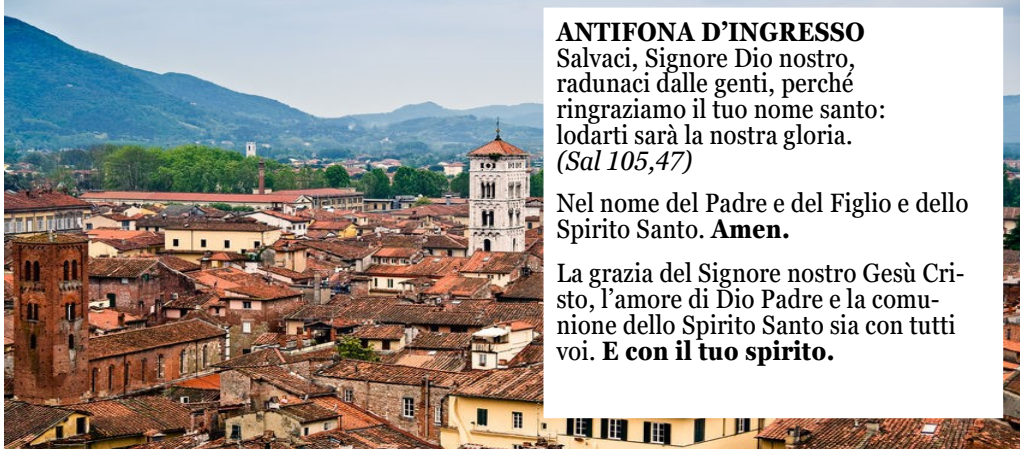 ANTIFONA D’INGRESSO
Salvaci, Signore Dio nostro,
radunaci dalle genti, perché
ringraziamo il tuo nome santo:
lodarti sarà la nostra gloria.
(Sal 105,47)
Nel nome del Padre e del Figlio e dello
Spirito Santo. Amen.
La grazia del Signore nostro Gesù Cri-
sto, l’amore di Dio Padre e la comu-
nione dello Spirito Santo sia con tutti
voi. E con il tuo spirito.